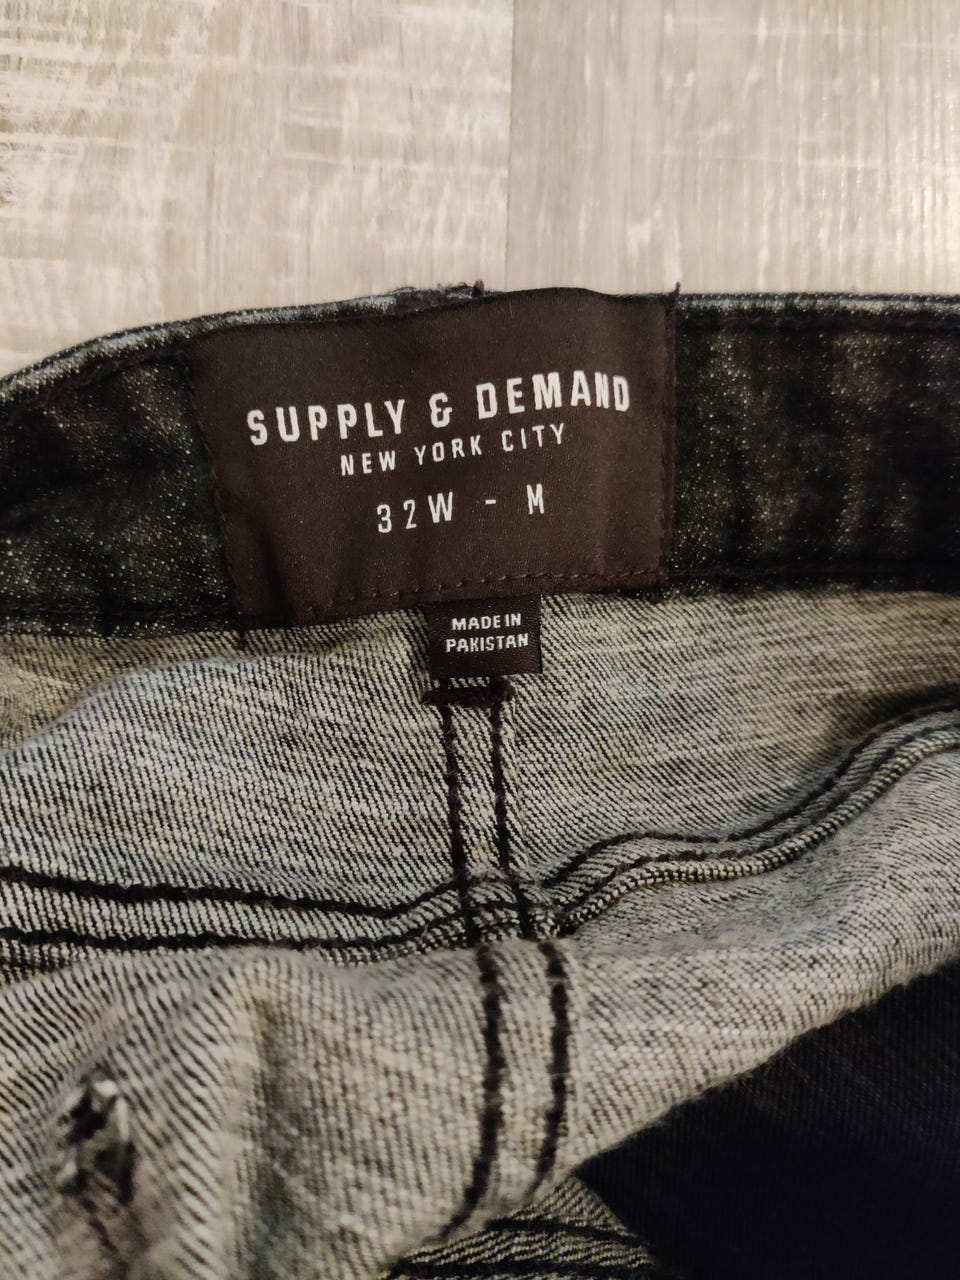 SUPPLY & DEMAND
NEW YORK CITY
32W - M
MADE IN
PAKISTAN